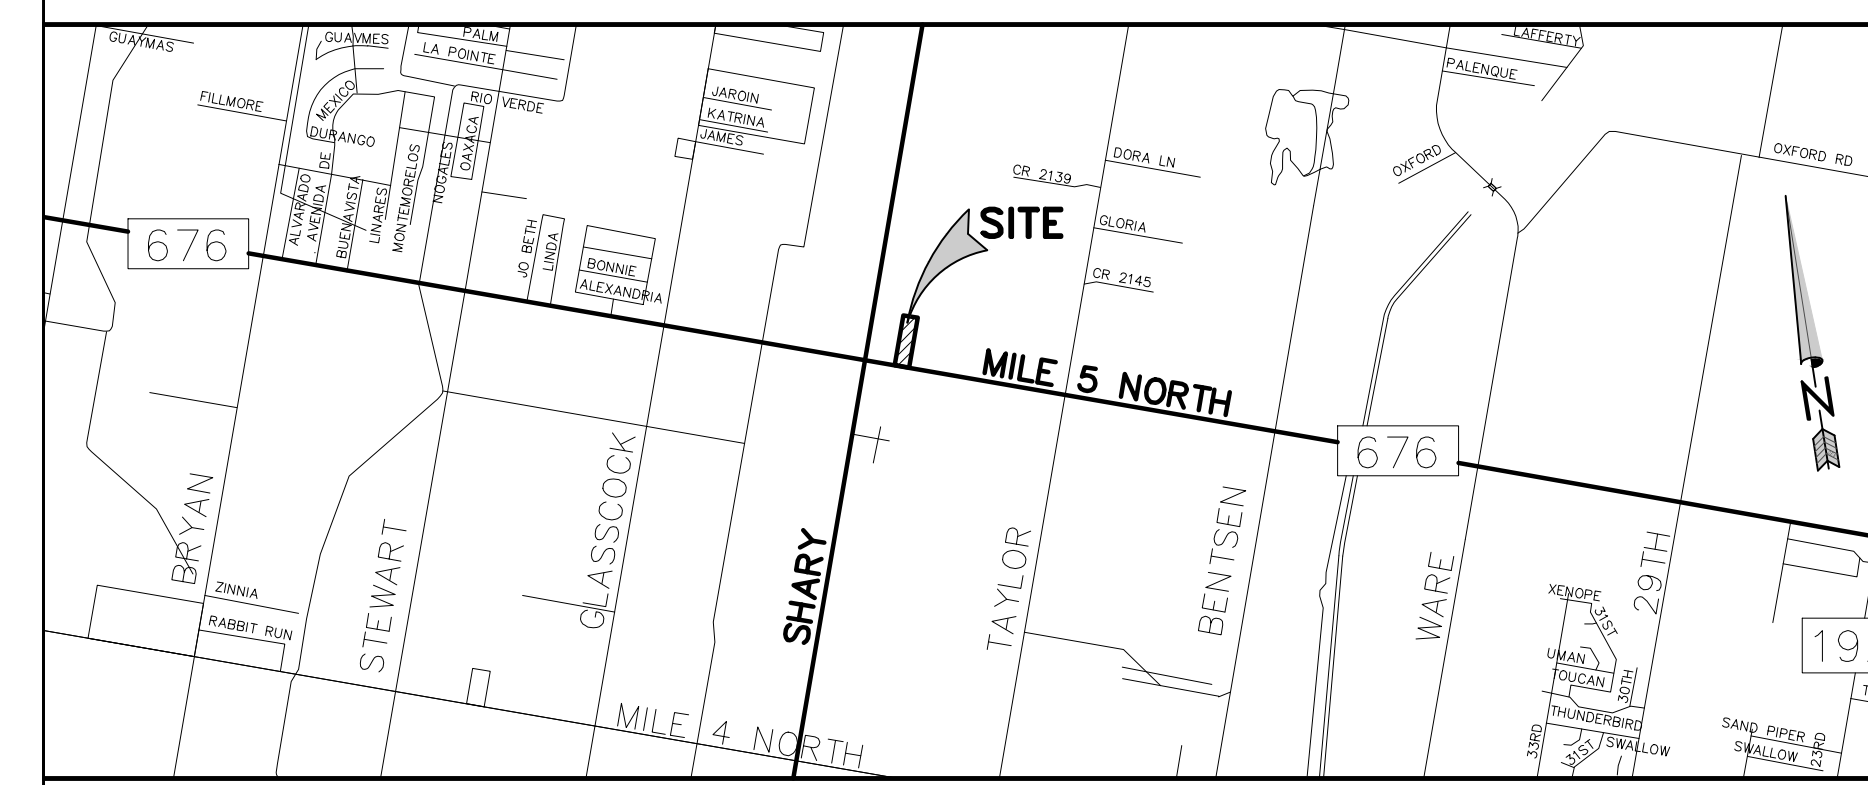 GUAYMAS
GUAVMES
PALM
LA POINTE
LAFFERTY
PALENQUE
FILLMORE
MEXICO
RIO VERDE
JAROIN
KATRINA
JAMES
DURANGO
OAXACA
NOGALES
MONTEMORELOS
LINARES
BUENAVISTA
AVENIDA DE
ALVARADO
DORA LN
CR 2139
OXFORD
OXFORD RD
GLORIA
CR 2145
SITE
676
JO BETH
LINDA
BONNIE
ALEXANDRIA
MILE 5 NORTH
676
N
BRYAN
STEWART
GLASSCOCK
SHARY
TAYLOR
BENTSEN
WARE
29TH
ZINNIA
RABBIT RUN
XENOPE
31ST
UMAN
TOUCAN
30TH
THUNDERBIRD
33RD
31ST
SWALLOW
SAND PIPER
SWALLOW
23RD
19
MILE 4 NORTH